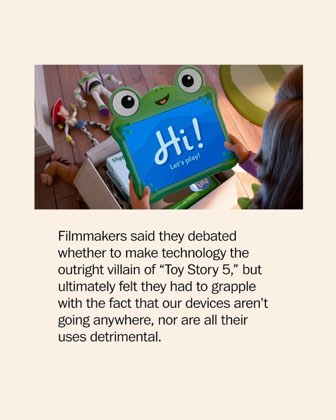 Hi!
Let's play!
Filmmakers said they debated
whether to make technology the
outright villain of “Toy Story 5,” but
ultimately felt they had to grapple
with the fact that our devices aren’t
going anywhere, nor are all their
uses detrimental.